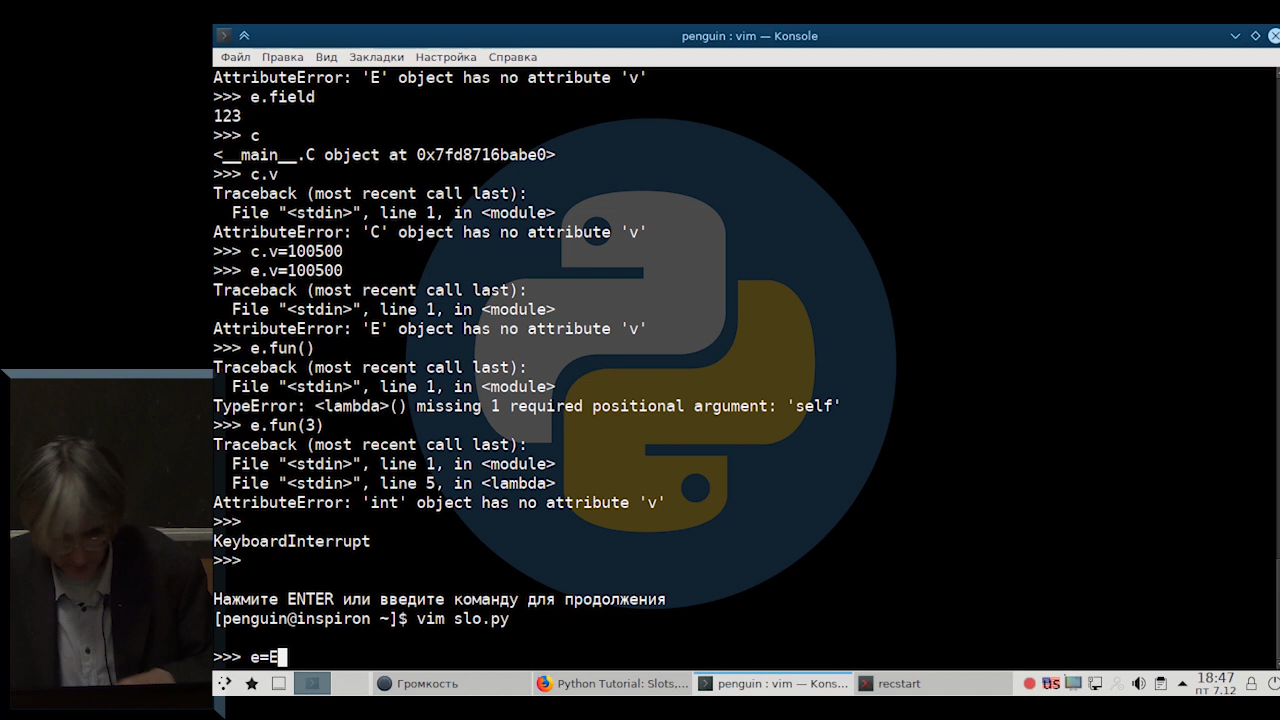 penguin : vim — Konsole
Файл Правка Вид Закладки Настройка Справка
AttributeError: 'E' object has no attribute 'v'
>>> e.field
123
>>> c
<__main__.C object at 0x7fd8716babe0>
>>> c.v
Traceback (most recent call last):
  File "<stdin>", line 1, in <module>
AttributeError: 'C' object has no attribute 'v'
>>> c.v=100500
>>> e.v=100500
Traceback (most recent call last):
  File "<stdin>", line 1, in <module>
AttributeError: 'E' object has no attribute 'v'
>>> e.fun()
Traceback (most recent call last):
  File "<stdin>", line 1, in <module>
TypeError: <lambda>() missing 1 required positional argument: 'self'
>>> e.fun(3)
Traceback (most recent call last):
  File "<stdin>", line 1, in <module>
  File "<stdin>", line 5, in <lambda>
AttributeError: 'int' object has no attribute 'v'
>>>
KeyboardInterrupt
>>>
Нажмите ENTER или введите команду для продолжения
[penguin@inspiron ~]$ vim slo.py
>>> e=E
Громкость Python Tutorial: Slots,... penguin : vim — Kons... recstart us 18:47
пт 7.12